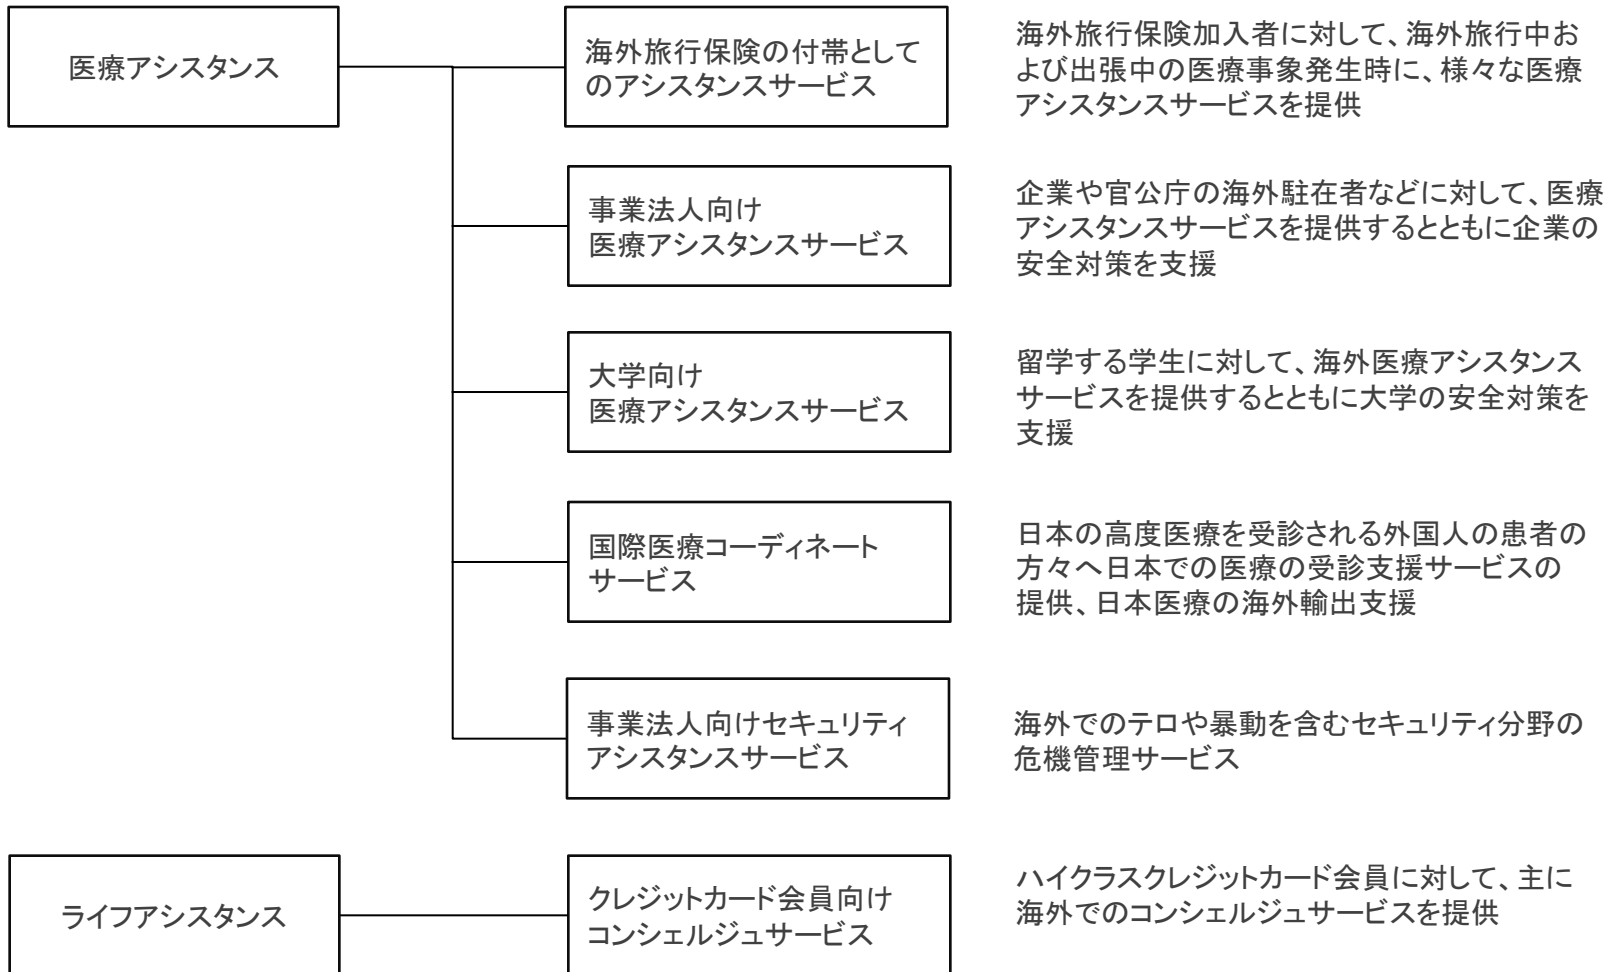 医療アシスタンス
海外旅行保険の付帯として
のアシスタンスサービス
海外旅行保険加入者に対して、海外旅行中お
よび出張中の医療事象発生時に、様々な医療
アシスタンスサービスを提供
事業法人向け
医療アシスタンスサービス
企業や官公庁の海外駐在者などに対して、医療
アシスタンスサービスを提供するとともに企業の
安全対策を支援
大学向け
医療アシスタンスサービス
留学する学生に対して、海外医療アシスタンス
サービスを提供するとともに大学の安全対策を
支援
国際医療コーディネート
サービス
日本の高度医療を受診される外国人の患者の
方々へ日本での医療の受診支援サービスの
提供、日本医療の海外輸出支援
事業法人向けセキュリティ
アシスタンスサービス
海外でのテロや暴動を含むセキュリティ分野の
危機管理サービス
ライフアシスタンス
クレジットカード会員向け
コンシェルジュサービス
ハイクラスクレジットカード会員に対して、主に
海外でのコンシェルジュサービスを提供